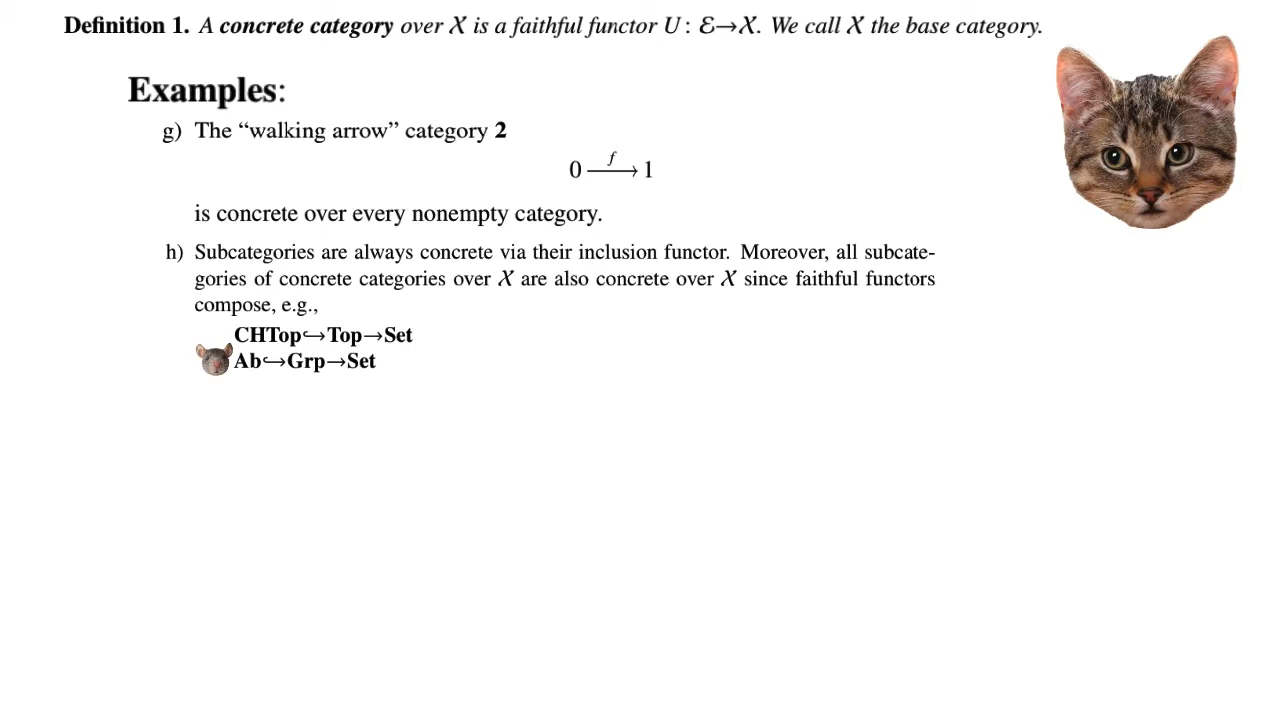 Definition 1. A concrete category over X is a faithful functor U : Ɛ→X. We call X the base category.
Examples:
g) The “walking arrow” category 2
f
0 ⟶ 1
is concrete over every nonempty category.
h) Subcategories are always concrete via their inclusion functor. Moreover, all subcate-
gories of concrete categories over X are also concrete over X since faithful functors
compose, e.g.,
CHTop↪Top→Set
Ab↪Grp→Set